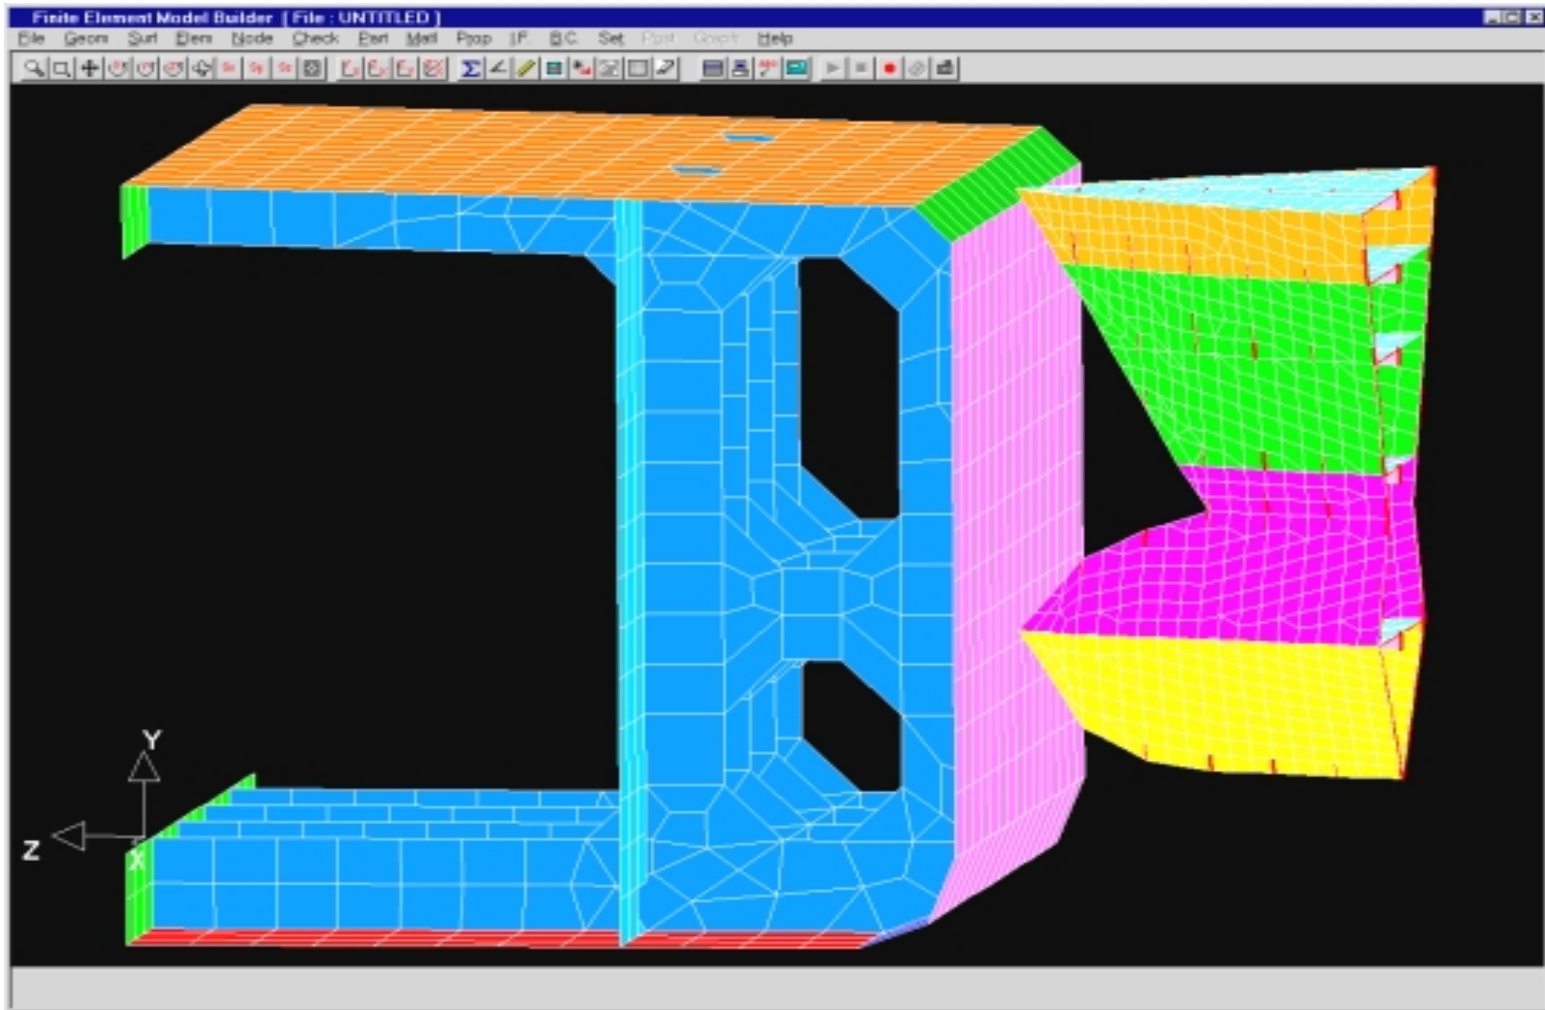 Finite Element Model Builder [ File : UNTITLED ]
File Geom Surf Elem Node Check Part Matl Prop I.F. B.C. Set Post Graph Help
Y
Z
X